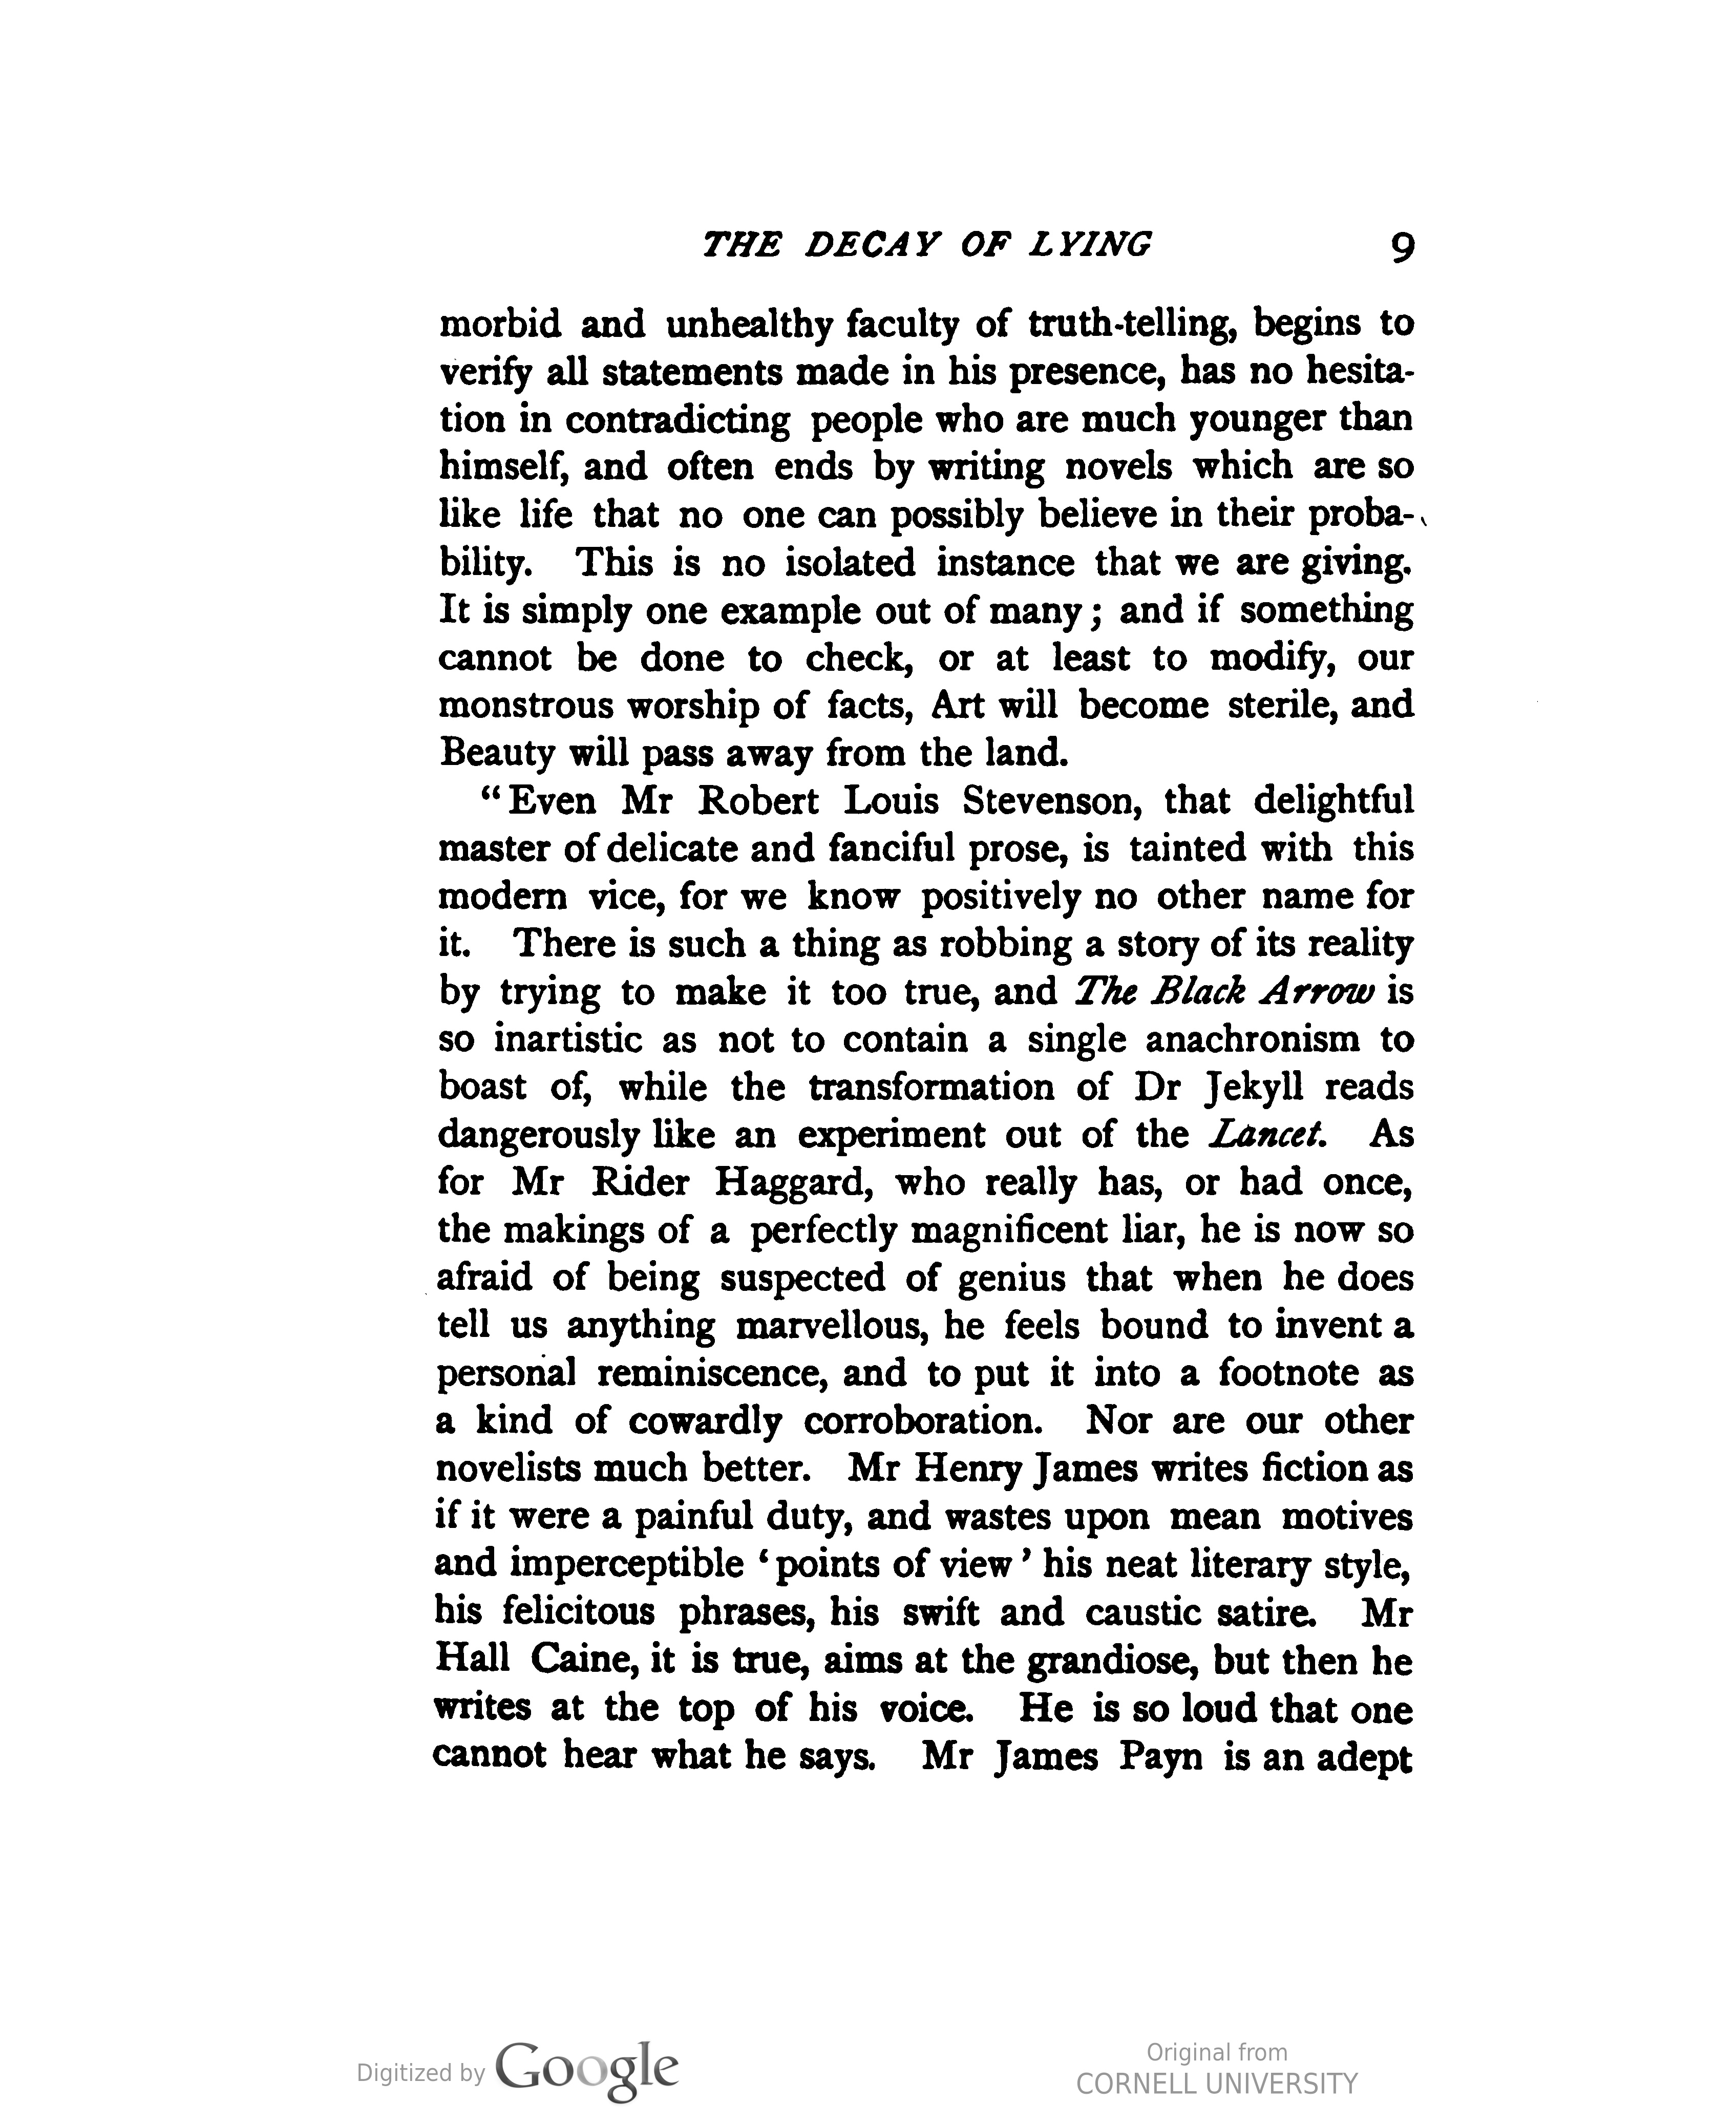 THE DECAY OF LYING 9
morbid and unhealthy faculty of truth-telling, begins to
verify all statements made in his presence, has no hesita-
tion in contradicting people who are much younger than
himself, and often ends by writing novels which are so
like life that no one can possibly believe in their proba-
bility. This is no isolated instance that we are giving.
It is simply one example out of many; and if something
cannot be done to check, or at least to modify, our
monstrous worship of facts, Art will become sterile, and
Beauty will pass away from the land.
"Even Mr Robert Louis Stevenson, that delightful
master of delicate and fanciful prose, is tainted with this
modern vice, for we know positively no other name for
it. There is such a thing as robbing a story of its reality
by trying to make it too true, and The Black Arrow is
so inartistic as not to contain a single anachronism to
boast of, while the transformation of Dr Jekyll reads
dangerously like an experiment out of the Lancet. As
for Mr Rider Haggard, who really has, or had once,
the makings of a perfectly magnificent liar, he is now so
afraid of being suspected of genius that when he does
tell us anything marvellous, he feels bound to invent a
personal reminiscence, and to put it into a footnote as
a kind of cowardly corroboration. Nor are our other
novelists much better. Mr Henry James writes fiction as
if it were a painful duty, and wastes upon mean motives
and imperceptible 'points of view' his neat literary style,
his felicitous phrases, his swift and caustic satire. Mr
Hall Caine, it is true, aims at the grandiose, but then he
writes at the top of his voice. He is so loud that one
cannot hear what he says. Mr James Payn is an adept
Digitized by Google
Original from
CORNELL UNIVERSITY